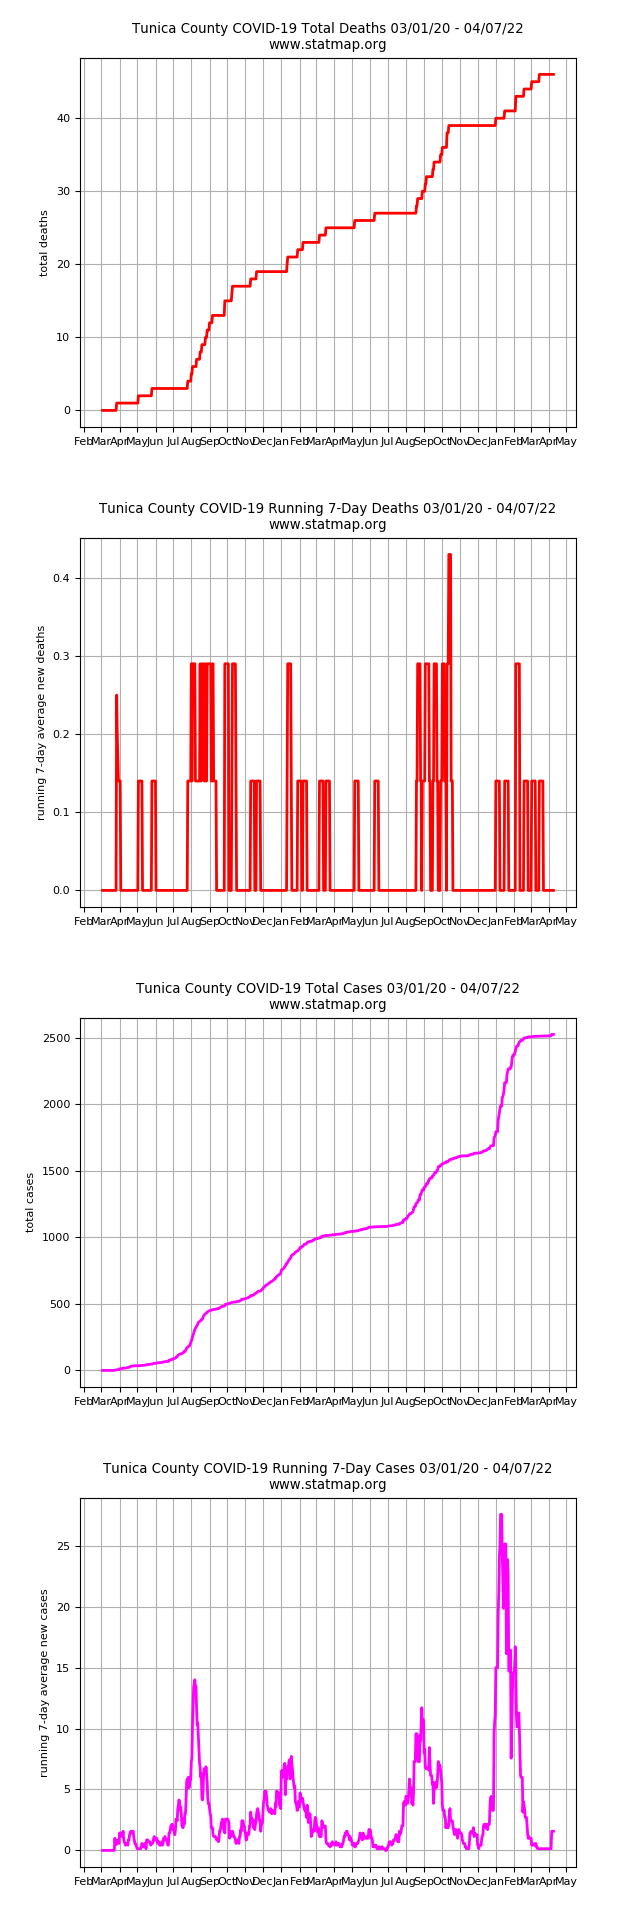 Tunica County COVID-19 Total Deaths 03/01/20 - 04/07/22
www.statmap.org
40
30
20
10
0
total deaths
Feb Mar Apr May Jun Jul Aug Sep Oct Nov Dec Jan Feb Mar Apr May Jun Jul Aug Sep Oct Nov Dec Jan Feb Mar Apr May
Tunica County COVID-19 Running 7-Day Deaths 03/01/20 - 04/07/22
www.statmap.org
0.4
0.3
0.2
0.1
0.0
running 7-day average new deaths
Feb Mar Apr May Jun Jul Aug Sep Oct Nov Dec Jan Feb Mar Apr May Jun Jul Aug Sep Oct Nov Dec Jan Feb Mar Apr May
Tunica County COVID-19 Total Cases 03/01/20 - 04/07/22
www.statmap.org
2500
2000
1500
1000
500
0
total cases
Feb Mar Apr May Jun Jul Aug Sep Oct Nov Dec Jan Feb Mar Apr May Jun Jul Aug Sep Oct Nov Dec Jan Feb Mar Apr May
Tunica County COVID-19 Running 7-Day Cases 03/01/20 - 04/07/22
www.statmap.org
25
20
15
10
5
0
running 7-day average new cases
Feb Mar Apr May Jun Jul Aug Sep Oct Nov Dec Jan Feb Mar Apr May Jun Jul Aug Sep Oct Nov Dec Jan Feb Mar Apr May